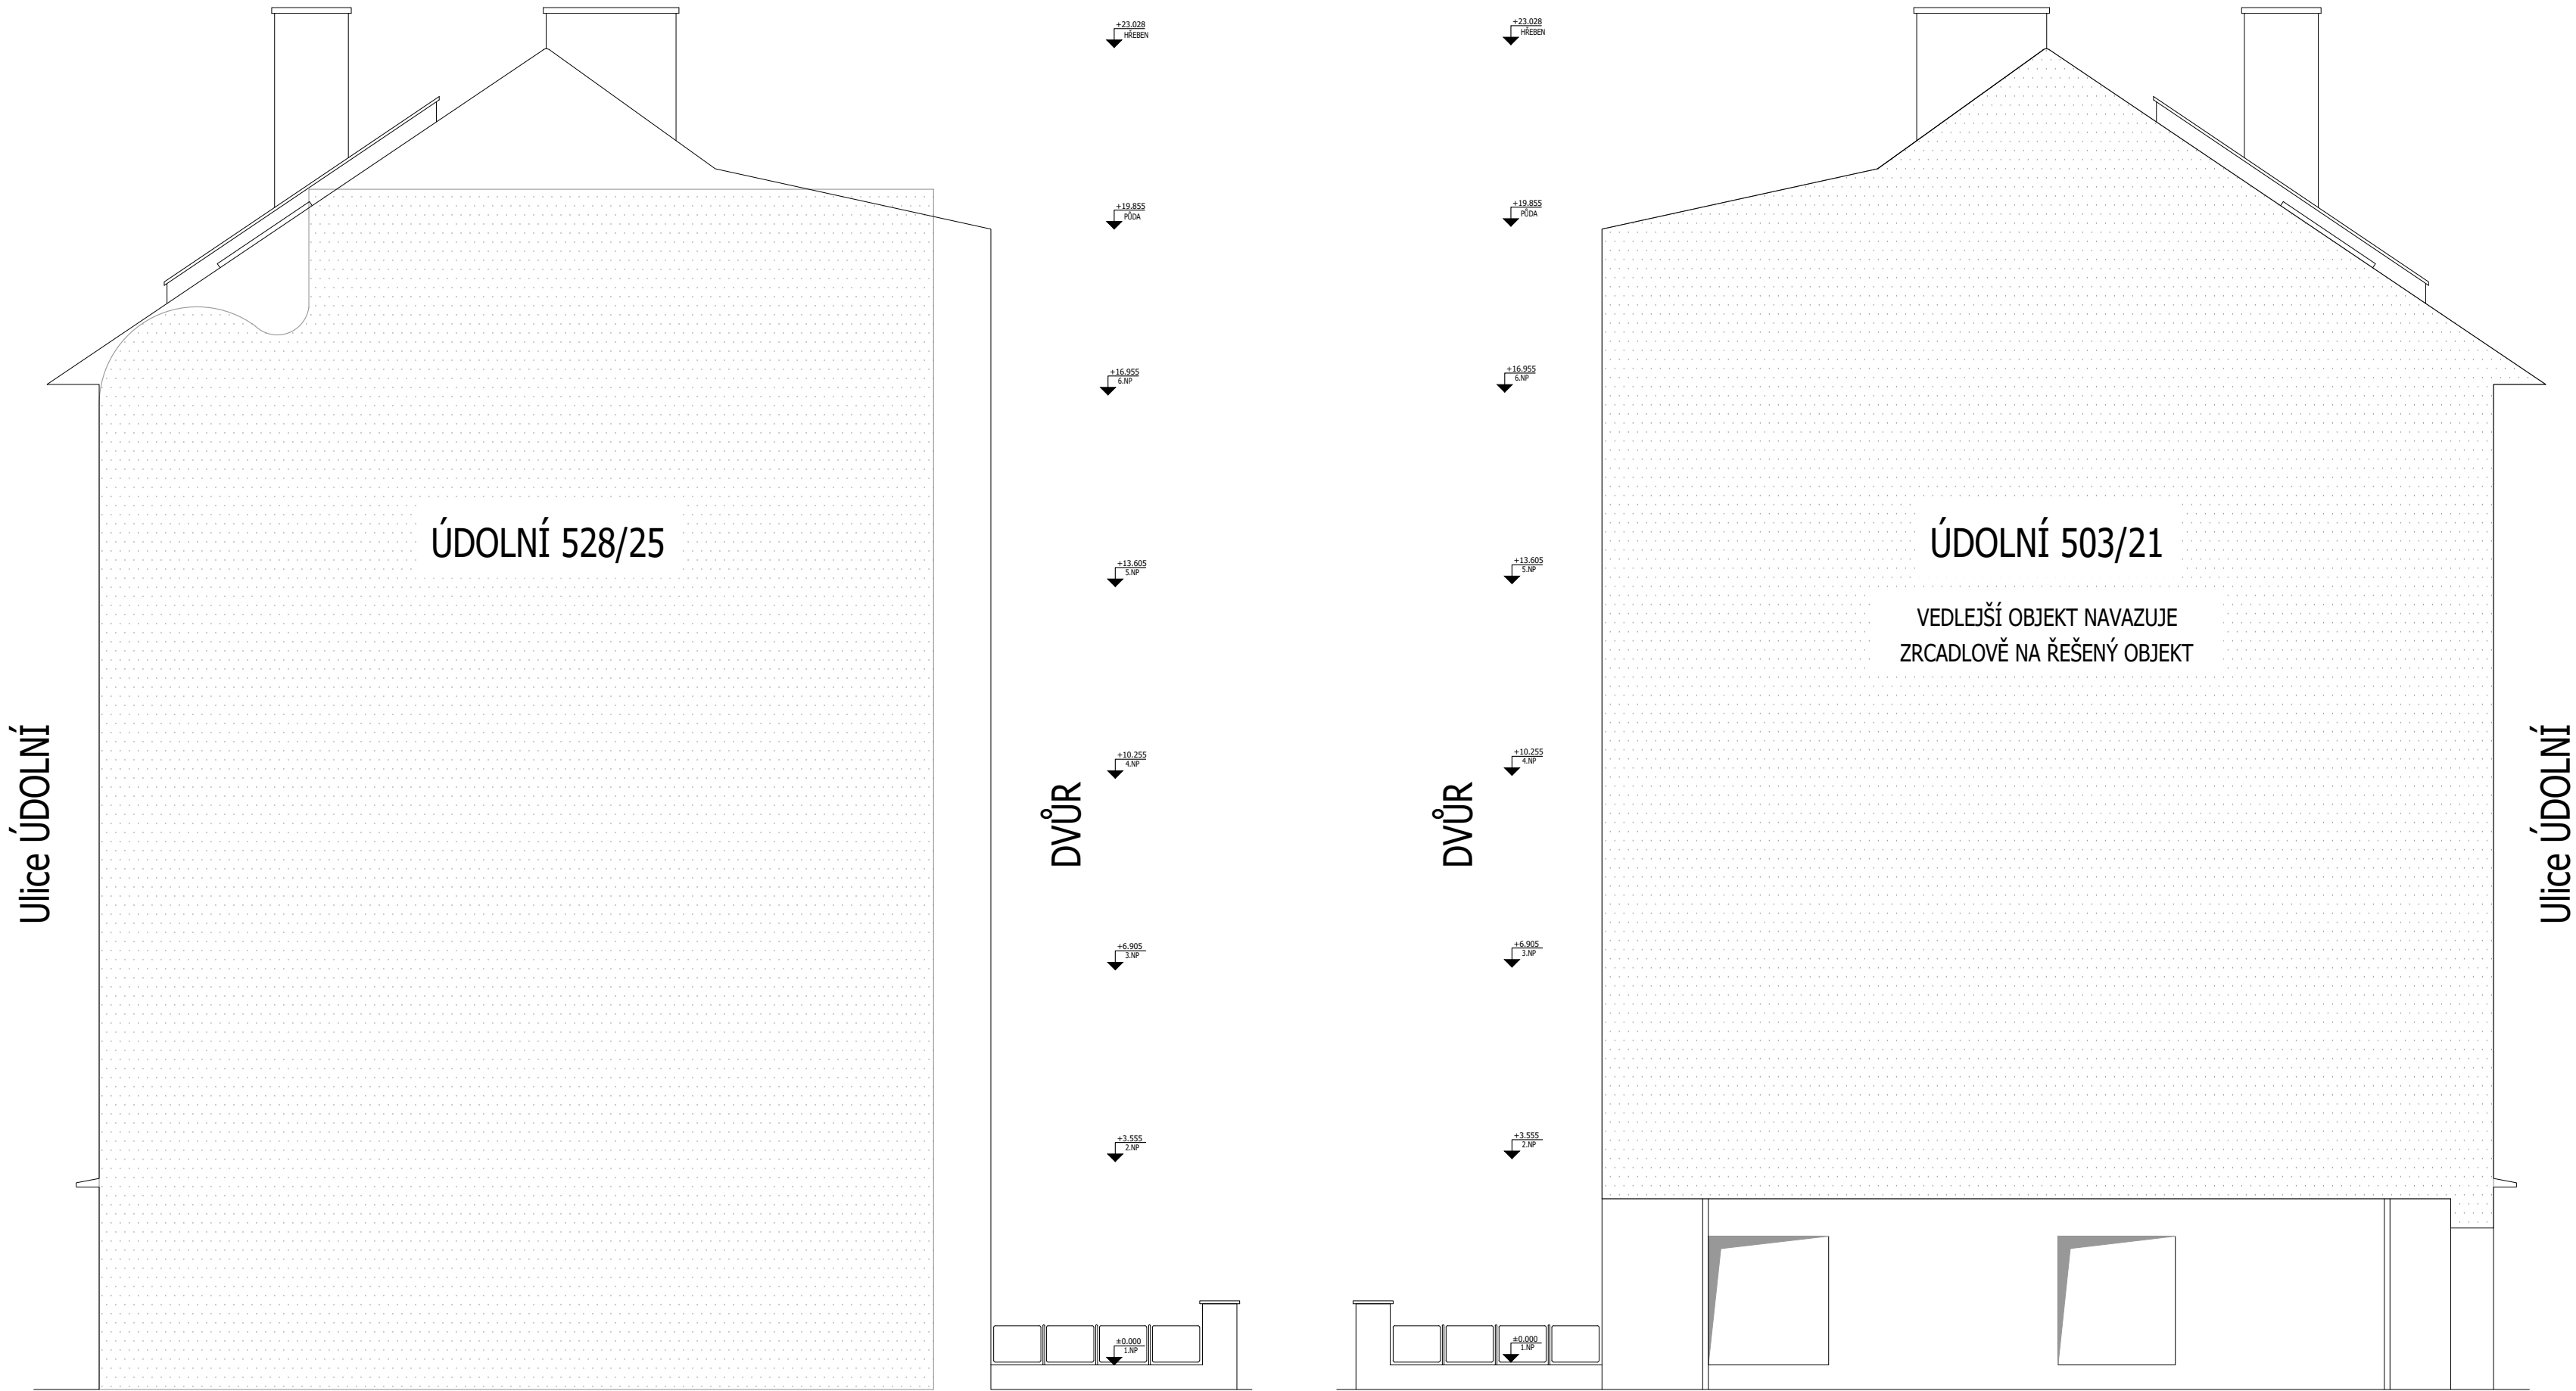 +23.028
HŘEBEN
+19.855
PŮDA
+16.955
6.NP
ÚDOLNÍ 528/25
+13.605
5.NP
Ulice ÚDOLNÍ
+10.255
4.NP
DVŮR
+6.905
3.NP
+3.555
2.NP
±0.000
1.NP
+23.028
HŘEBEN
+19.855
PŮDA
+16.955
6.NP
ÚDOLNÍ 503/21
+13.605
5.NP
VEDLEJŠÍ OBJEKT NAVAZUJE
ZRCADLOVĚ NA ŘEŠENÝ OBJEKT
+10.255
4.NP
DVŮR
Ulice ÚDOLNÍ
+6.905
3.NP
+3.555
2.NP
±0.000
1.NP